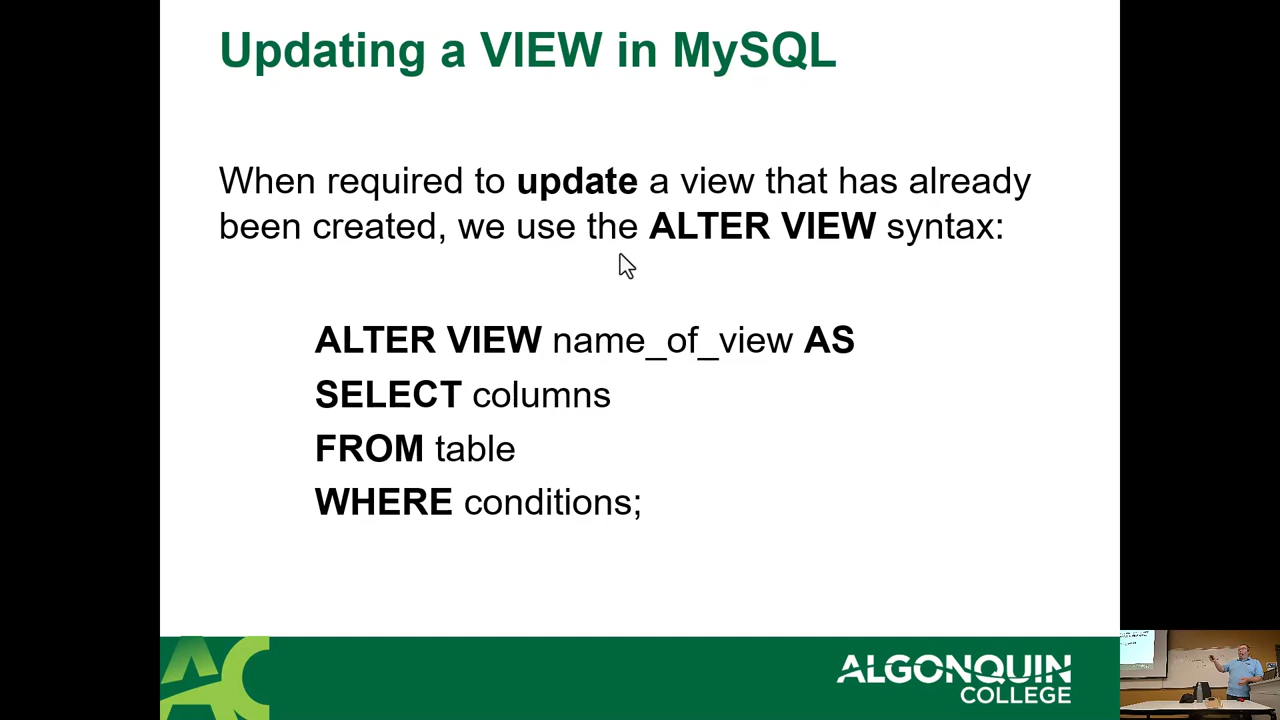 Updating a VIEW in MySQL
When required to update a view that has already
been created, we use the ALTER VIEW syntax:
ALTER VIEW name_of_view AS
SELECT columns
FROM table
WHERE conditions;
AC
ALGONQUIN
COLLEGE